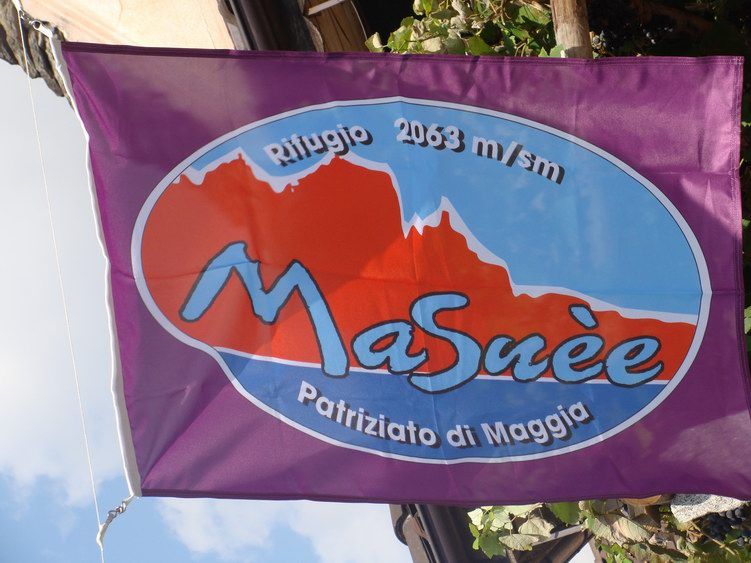 Rifugio 2063 m/sm
MaSnèe
Patriziato di Maggia